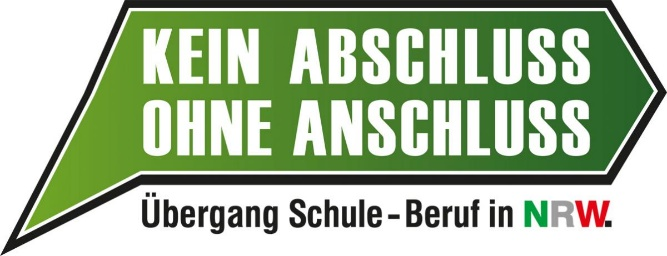 KEIN ABSCHLUSS
OHNE ANSCHLUSS
Übergang Schule-Beruf in NRW.